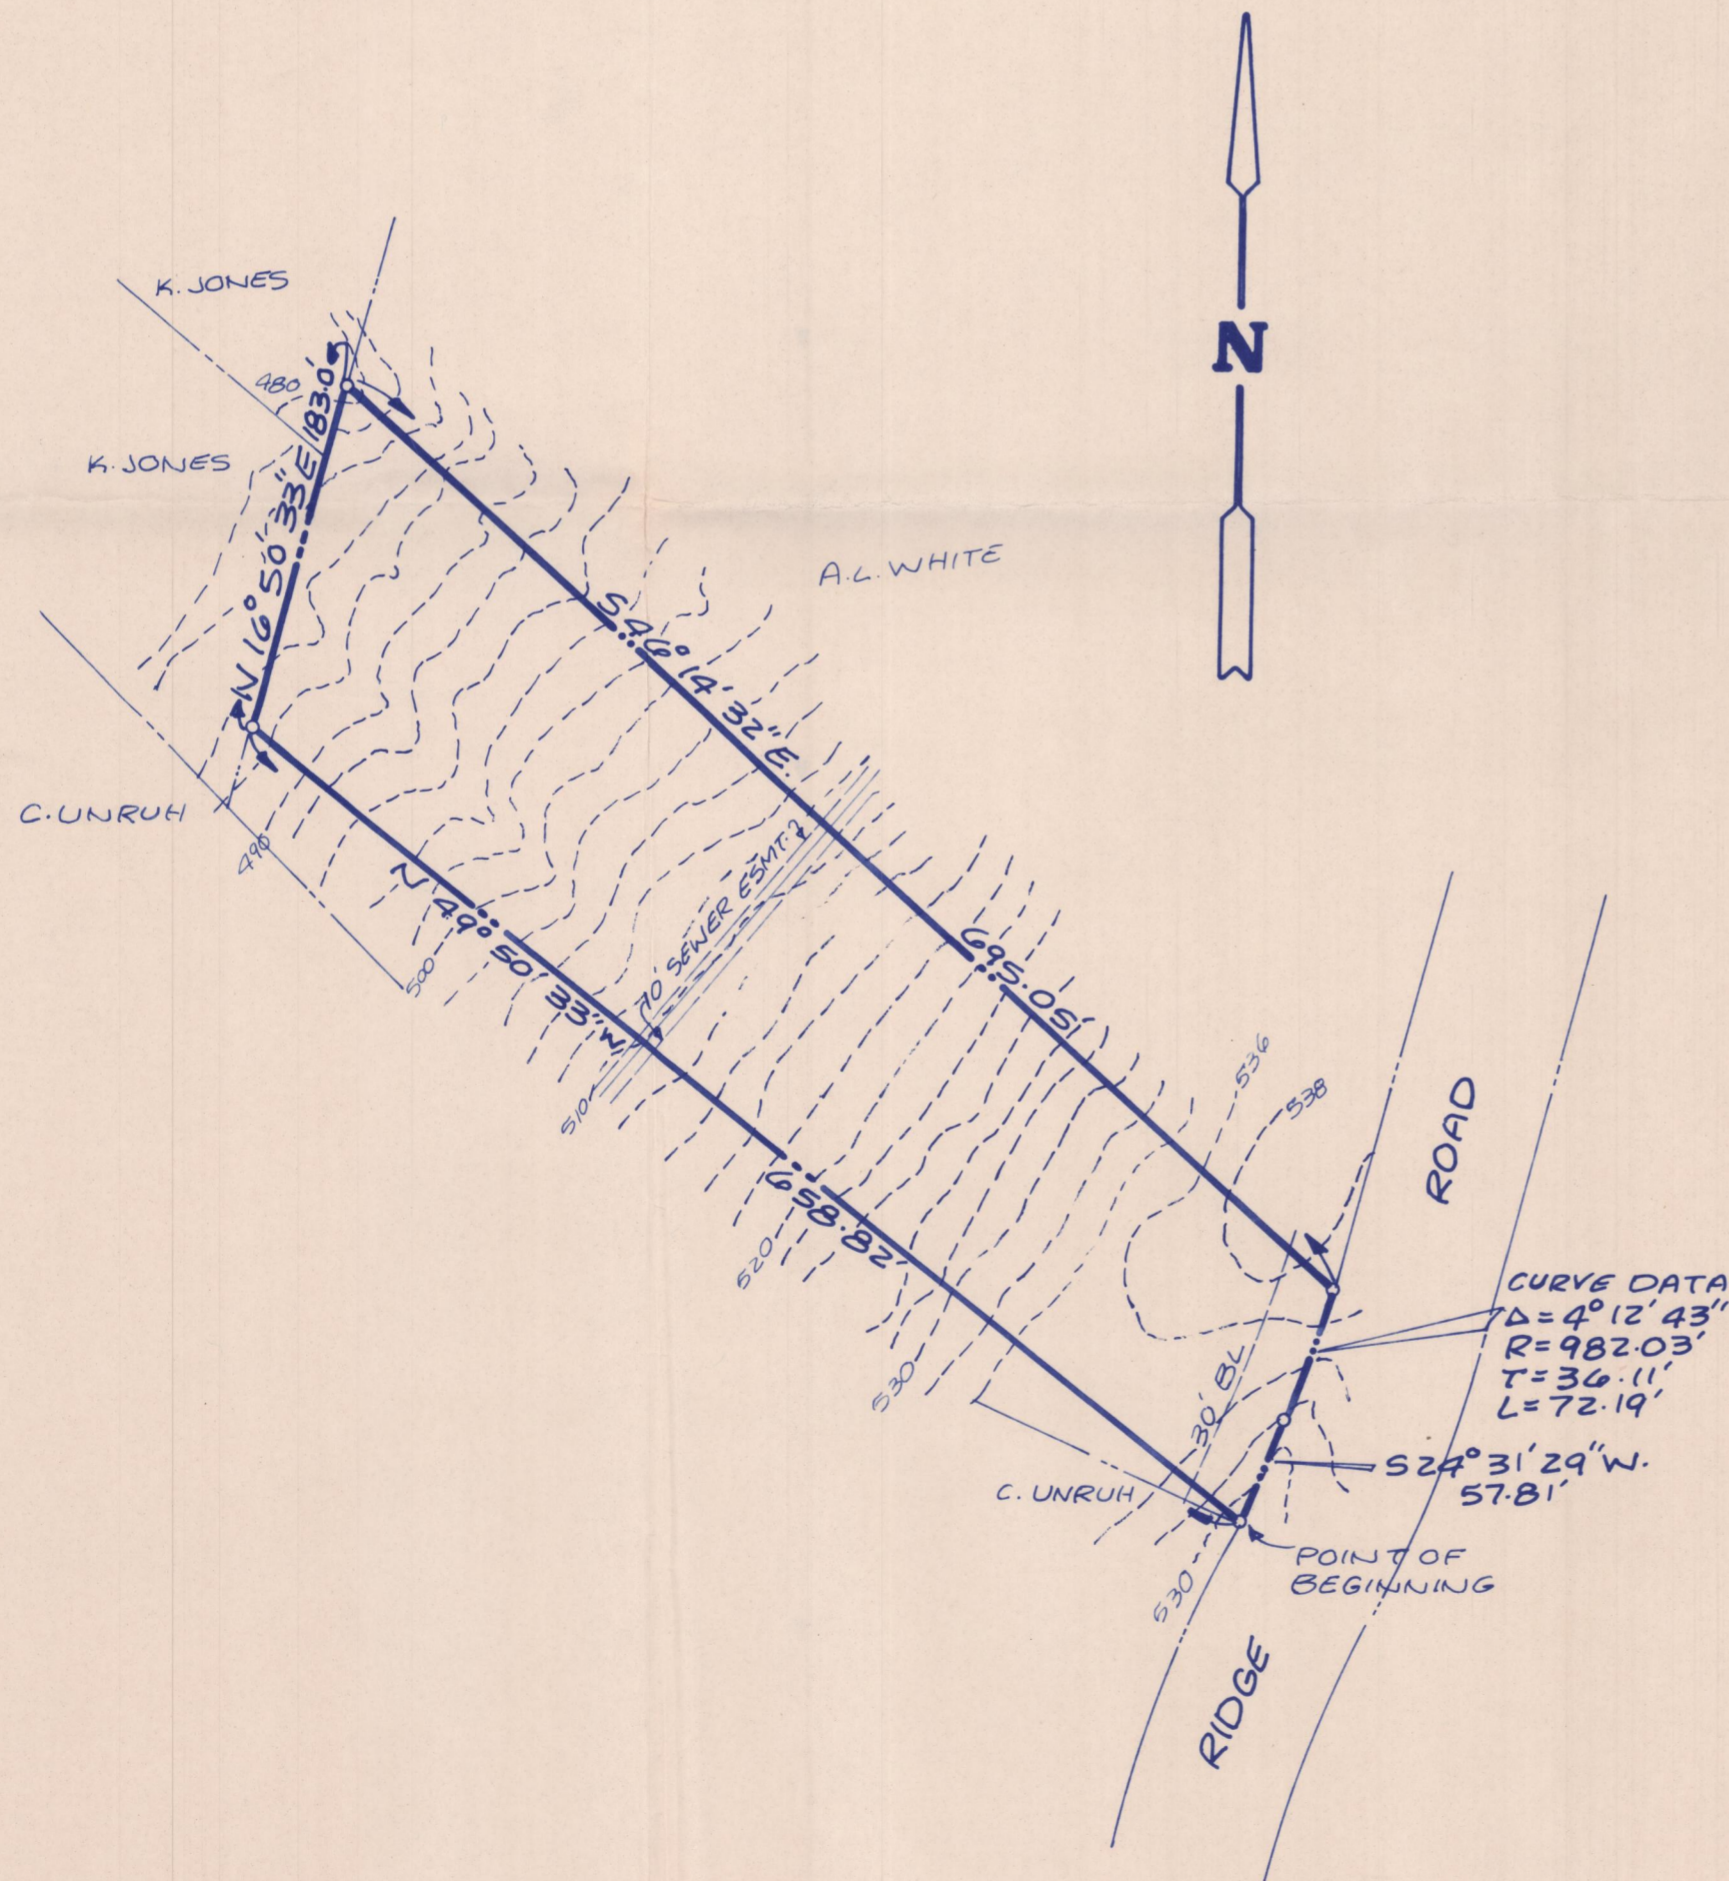 K. JONES
N
480
K. JONES
N 16° 50' 33" E 183.05'
A.L. WHITE
S 46° 14' 32" E. 695.051'
C. UNRUH
490
10' SEWER ESMT.
500
N 49° 50' 33" W. 658.82'
510
536
538
ROAD
520
CURVE DATA
Δ = 4° 12' 43"
R = 982.03'
T = 36.11'
L = 72.19'
30' BL
530
S 24° 31' 29" W.
57.81'
C. UNRUH
POINT OF
BEGINNING
530
RIDGE